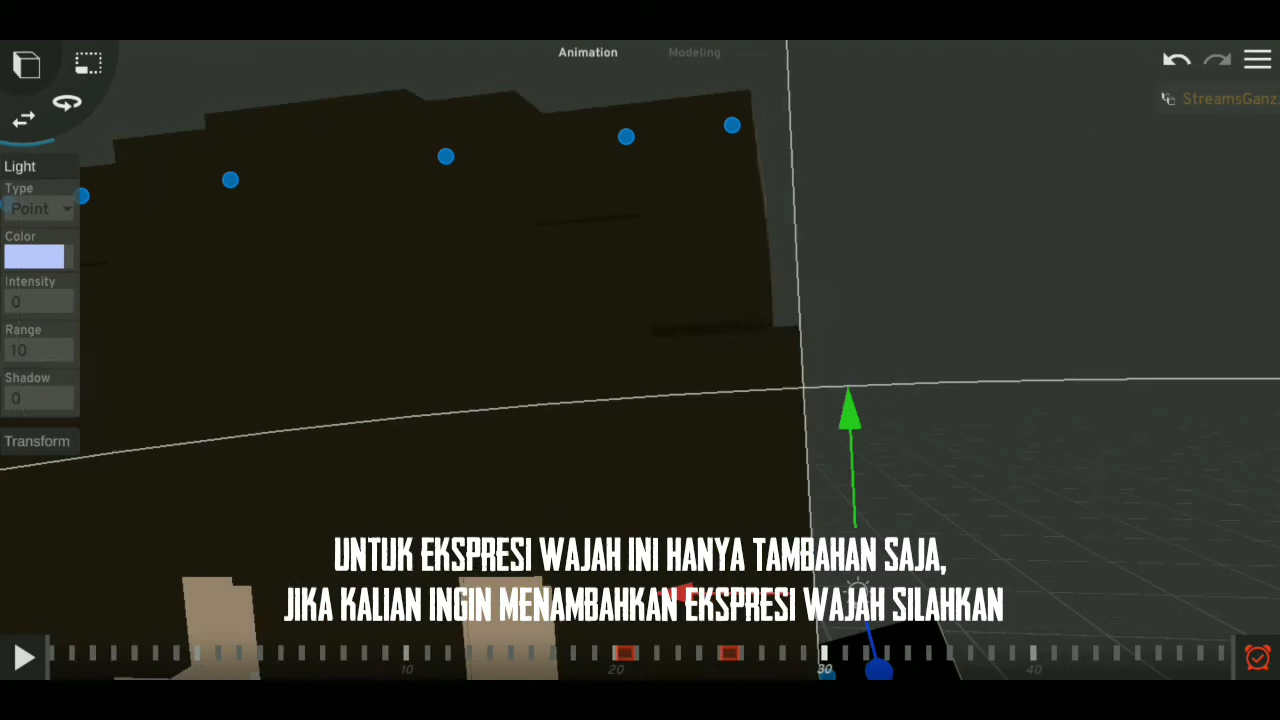 Animation
Modeling
StreamsGanz
Light
Type
Point
Color
Intensity
0
Range
10
Shadow
0
Transform
UNTUK EKSPRESI WAJAH INI HANYA TAMBAHAN SAJA,
JIKA KALIAN INGIN MENAMBAHKAN EKSPRESI WAJAH SILAHKAN
10 20 30 40